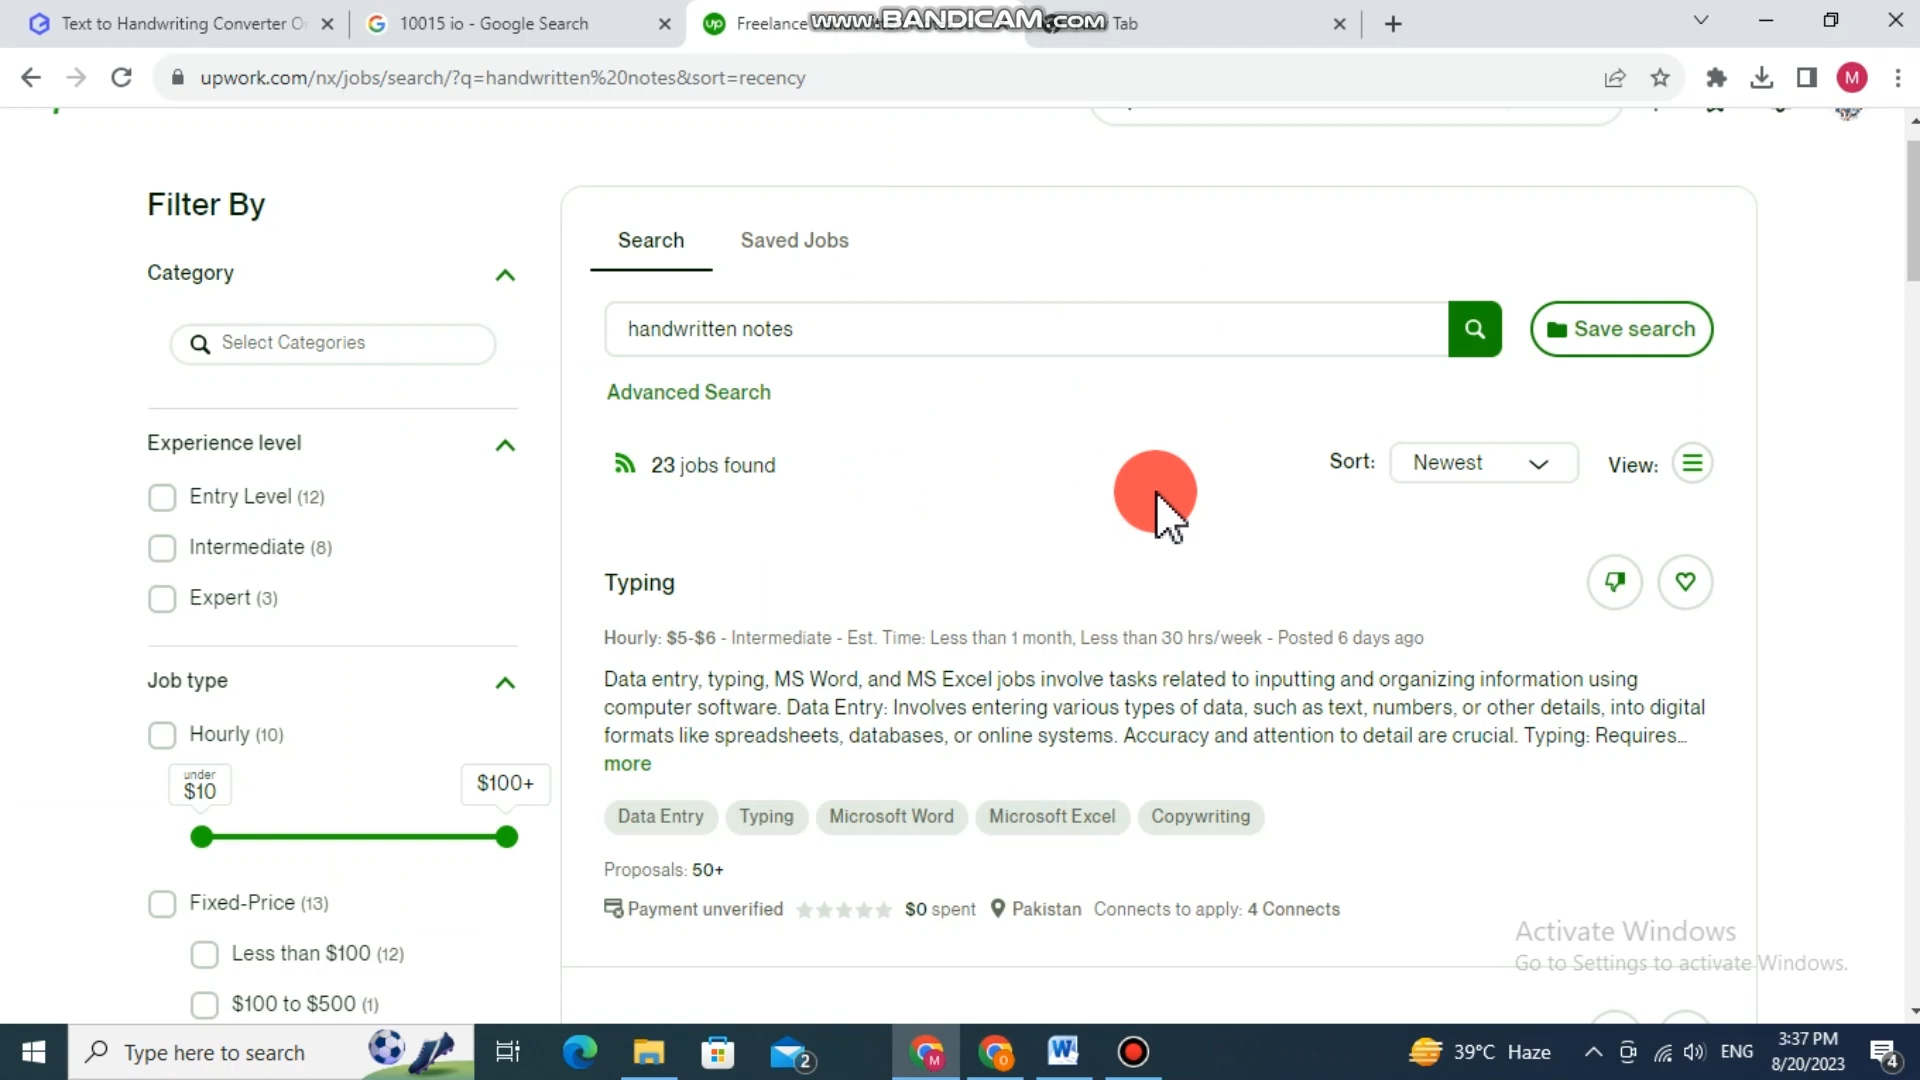 Text to Handwriting Converter Or
10015 io - Google Search
up Freelance
www.BANDICAM.COM
Tab
upwork.com/nx/jobs/search/?q=handwritten%20notes&sort=recency
M
Filter By
Category
Select Categories
Experience level
Entry Level (12)
Intermediate (8)
Expert (3)
Job type
Hourly (10)
under
$10
$100+
Fixed-Price (13)
Less than $100 (12)
$100 to $500 (1)
Search
Saved Jobs
handwritten notes
Save search
Advanced Search
23 jobs found
Sort:
Newest
View:
Typing
Hourly: $5-$6 - Intermediate - Est. Time: Less than 1 month, Less than 30 hrs/week - Posted 6 days ago
Data entry, typing, MS Word, and MS Excel jobs involve tasks related to inputting and organizing information using
computer software. Data Entry: Involves entering various types of data, such as text, numbers, or other details, into digital
formats like spreadsheets, databases, or online systems. Accuracy and attention to detail are crucial. Typing: Requires...
more
Data Entry
Typing
Microsoft Word
Microsoft Excel
Copywriting
Proposals: 50+
Payment unverified
$0 spent
Pakistan
Connects to apply: 4 Connects
Activate Windows
Go to Settings to activate Windows.
Type here to search
2
M
O
W
39°C Haze
ENG
3:37 PM
8/20/2023
4